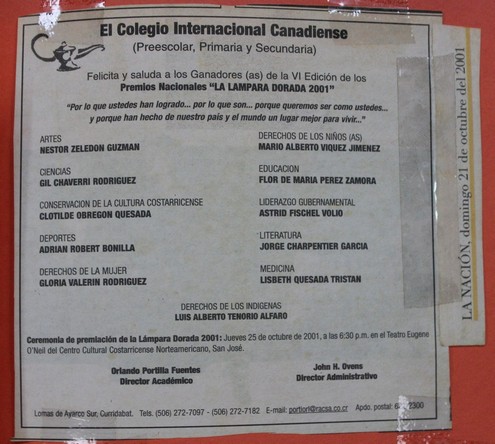 El Colegio Internacional Canadiense
(Preescolar, Primaria y Secundaria)
Felicita y saluda a los Ganadores (as) de la VI Edición de los
Premios Nacionales "LA LAMPARA DORADA 2001"
"Por lo que ustedes han logrado... por lo que son... porque queremos ser como ustedes...
y porque han hecho de nuestro país y el mundo un lugar mejor para vivir..."
ARTES
NESTOR ZELEDON GUZMAN
CIENCIAS
GIL CHAVERRI RODRIGUEZ
CONSERVACION DE LA CULTURA COSTARRICENSE
CLOTILDE OBREGON QUESADA
DEPORTES
ADRIAN ROBERT BONILLA
DERECHOS DE LA MUJER
GLORIA VALERIN RODRIGUEZ
DERECHOS DE LOS NIÑOS (AS)
MARIO ALBERTO VIQUEZ JIMENEZ
EDUCACION
FLOR DE MARIA PEREZ ZAMORA
LIDERAZGO GUBERNAMENTAL
ASTRID FISCHEL VOLIO
LITERATURA
JORGE CHARPENTIER GARCIA
MEDICINA
LISBETH QUESADA TRISTAN
DERECHOS DE LOS INDIGENAS
LUIS ALBERTO TENORIO ALFARO
Ceremonia de premiación de la Lámpara Dorada 2001: Jueves 25 de octubre de 2001, a las 6:30 p.m. en el Teatro Eugene
O'Neil del Centro Cultural Costarricense Norteamericano, San José.
Orlando Portilla Fuentes
Director Académico
John H. Ovens
Director Administrativo
Lomas de Ayarco Sur, Curridabat. Tels. (506) 272-7097 - (506) 272-7182 E-mail: portiorl@racsa.co.cr Apdo. postal: 2300
LA NACIÓN, domingo 21 de octubre del 2001